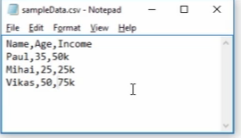 sampleData.csv - Notepad
File Edit Format View Help
Name,Age,Income
Paul,35,50k
Mihai,25,25k
Vikas,50,75k